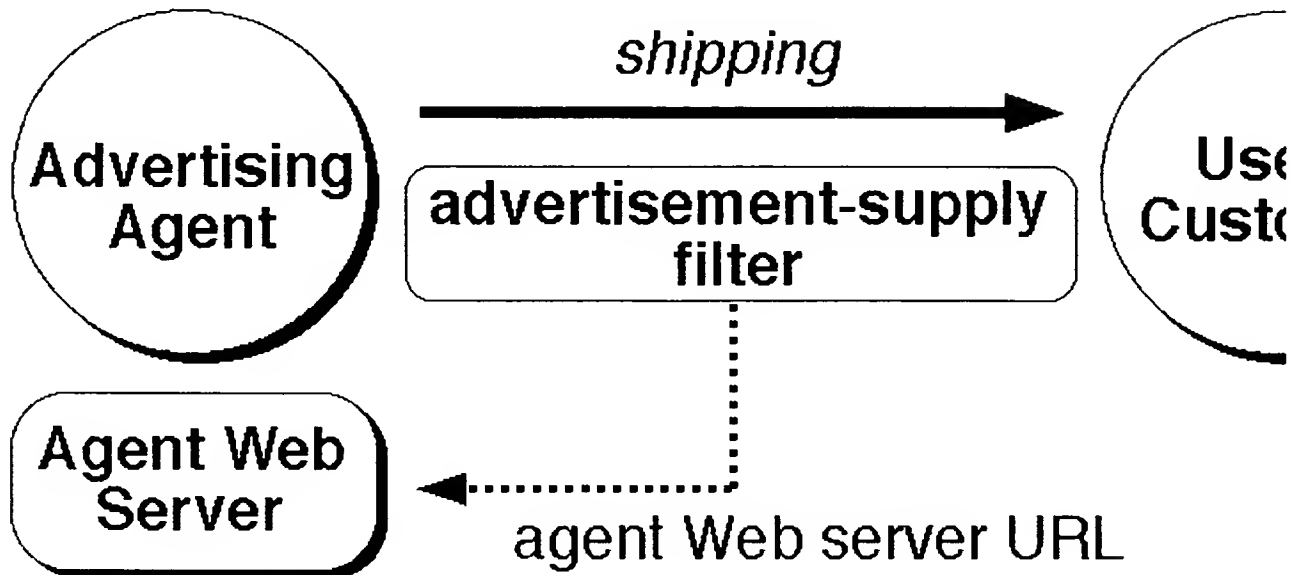 shipping
Advertising
Agent
advertisement-supply
filter
Agent Web
Server
agent Web server URL